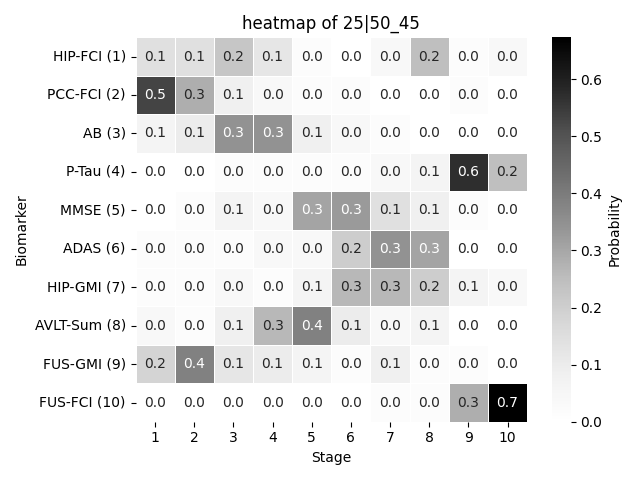 heatmap of 25|50_45
HIP-FCI (1) 0.1 0.1 0.2 0.1 0.0 0.0 0.0 0.2 0.0 0.0
PCC-FCI (2) 0.5 0.3 0.1 0.0 0.0 0.0 0.0 0.0 0.0 0.0
AB (3) 0.1 0.1 0.3 0.3 0.1 0.0 0.0 0.0 0.0 0.0
P-Tau (4) 0.0 0.0 0.0 0.0 0.0 0.0 0.0 0.1 0.6 0.2
MMSE (5) 0.0 0.0 0.1 0.0 0.3 0.3 0.1 0.1 0.0 0.0
ADAS (6) 0.0 0.0 0.0 0.0 0.0 0.2 0.3 0.3 0.0 0.0
HIP-GMI (7) 0.0 0.0 0.0 0.0 0.1 0.3 0.3 0.2 0.1 0.0
AVLT-Sum (8) 0.0 0.0 0.1 0.3 0.4 0.1 0.0 0.1 0.0 0.0
FUS-GMI (9) 0.2 0.4 0.1 0.1 0.1 0.0 0.1 0.0 0.0 0.0
FUS-FCI (10) 0.0 0.0 0.0 0.0 0.0 0.0 0.0 0.0 0.3 0.7
1 2 3 4 5 6 7 8 9 10
Stage
Biomarker
0.6
0.5
0.4
0.3
0.2
0.1
0.0
Probability